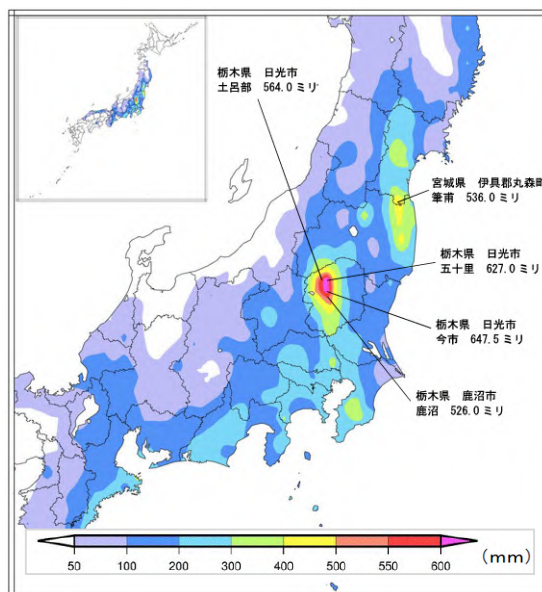 栃木県 日光市
土呂部 564.0ミリ
宮城県 伊具郡丸森町
筆甫 536.0ミリ
栃木県 日光市
五十里 627.0ミリ
栃木県 日光市
今市 647.5ミリ
栃木県 鹿沼市
鹿沼 526.0ミリ
50 100 200 300 400 500 550 600 (mm)